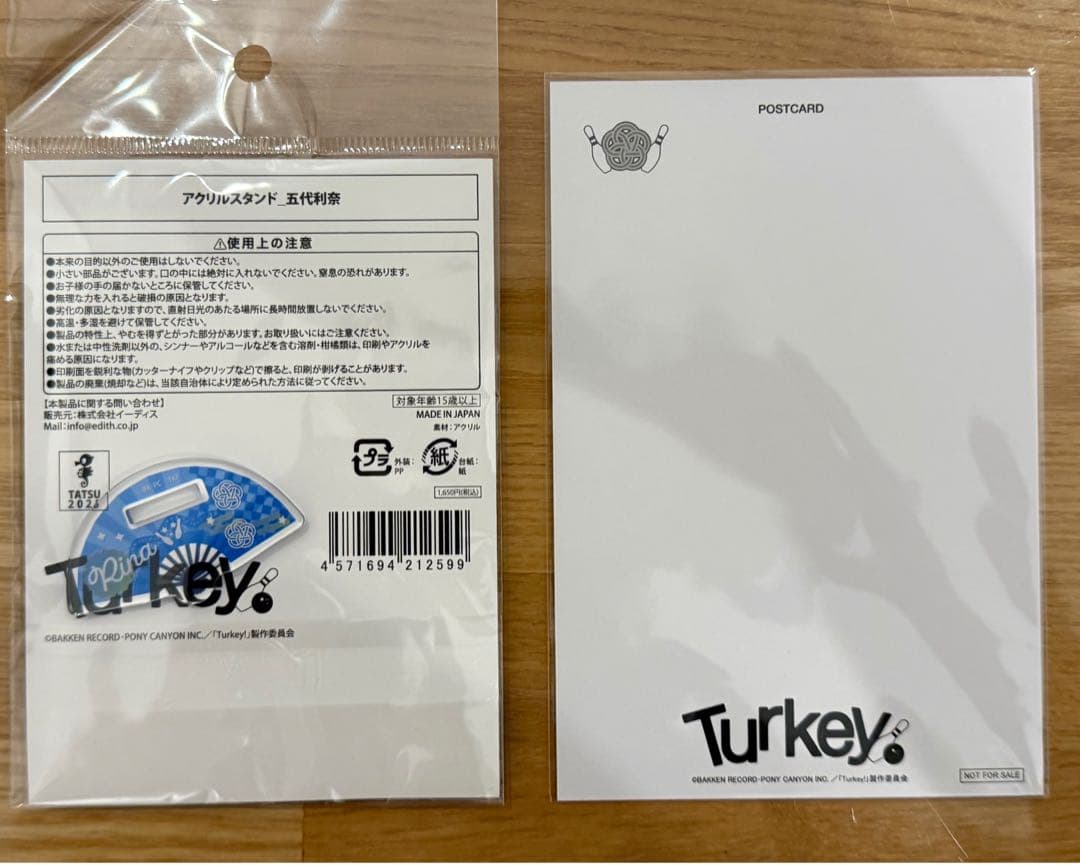 アクリルスタンド_五代利奈
⚠使用上の注意
●本来の目的以外のご使用はしないでください。
●小さい部品がございます。口の中には絶対に入れないでください。窒息の恐れがあります。
●お子様の手の届かないところに保管してください。
●無理な力を入れると破損の原因となります。
●劣化の原因となりますので、直射日光のあたる場所に長時間放置しないでください。
●高温・多湿を避けて保管してください。
●製品の特性上、やむを得ずとがった部分があります。お取り扱いにはご注意ください。
●水または中性洗剤以外の、シンナーやアルコールなどを含む溶剤・柑橘類は、印刷やアクリルを
痛める原因になります。
●印刷面を鋭利な物(カッターナイフやクリップなど)で擦ると、印刷が剥げることがあります。
●製品の廃棄(焼却など)は、当該自治体により定められた方法に従ってください。
【本製品に関する問い合わせ】
販売元：株式会社イーディス
Mail：info@edith.co.jp
対象年齢15歳以上
MADE IN JAPAN
素材：アクリル
プラ 外装：
PP
紙 台紙：
紙
1,650円(税込)
TATSU
2025
Rina
Turkey!
4 571694 212599
©BAKKEN RECORD・PONY CANYON INC.／「Turkey!」製作委員会
POSTCARD
Turkey!
©BAKKEN RECORD・PONY CANYON INC.／「Turkey!」製作委員会
NOT FOR SALE